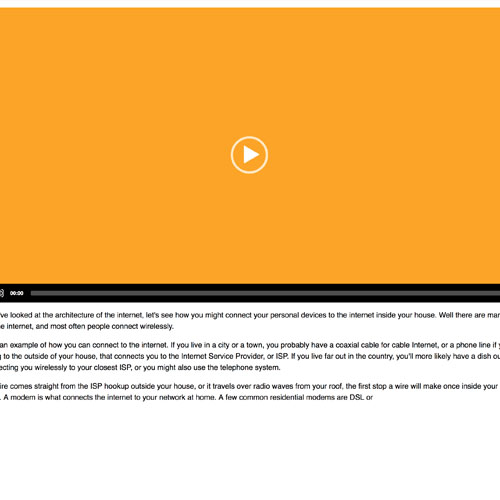 00:00
've looked at the architecture of the internet, let's see how you might connect your personal devices to the internet inside your house. Well there are
e internet, and most often people connect wirelessly.
an example of how you can connect to the internet. If you live in a city or a town, you probably have a coaxial cable for cable Internet, or a phone line if
to the outside of your house, that connects you to the Internet Service Provider, or ISP. If you live far out in the country, you'll more likely have a dish
ecting you wirelessly to your closest ISP, or you might also use the telephone system.
ire comes straight from the ISP hookup outside your house, or it travels over radio waves from your roof, the first stop a wire will make once inside your
. A modem is what connects the internet to your network at home. A few common residential modems are DSL or